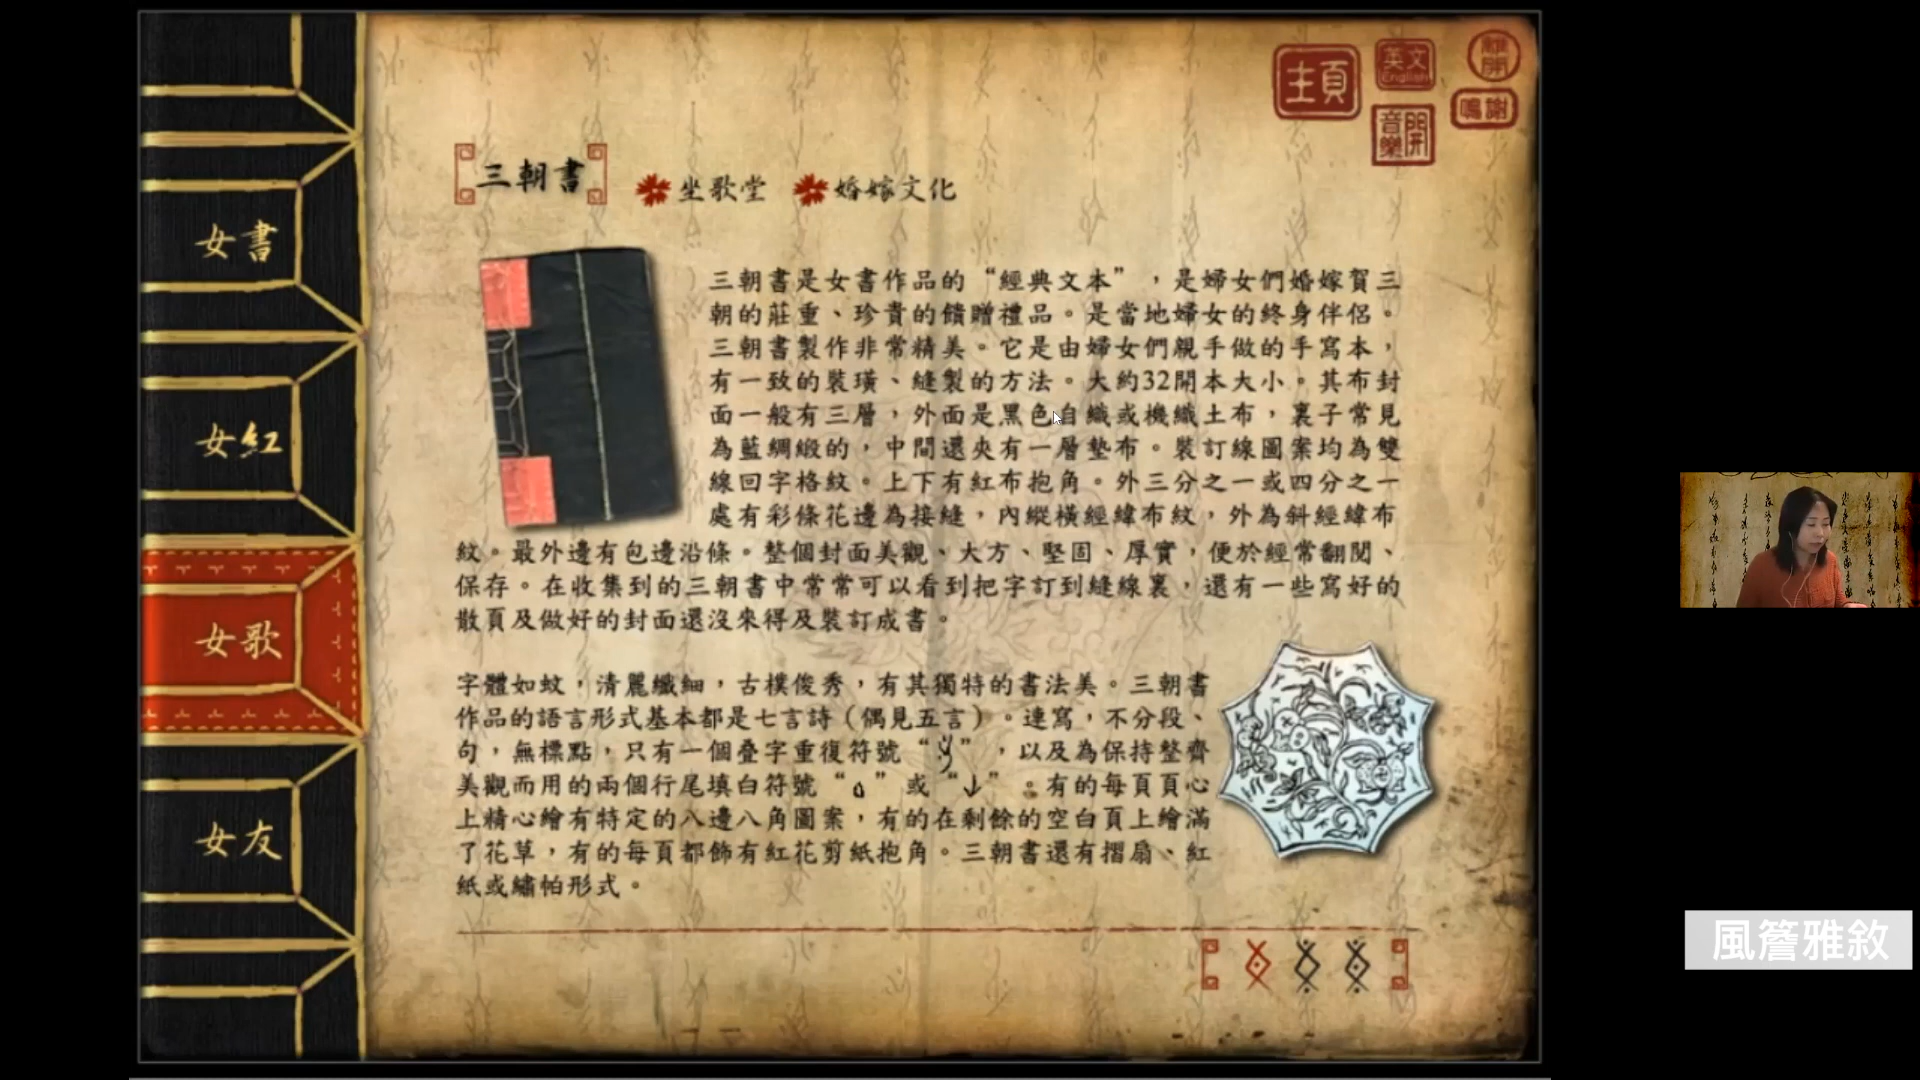 主頁
英文
English
離開
鳴謝
音樂開
三朝書
坐歌堂
婚嫁文化
女書
女紅
女歌
女友
三朝書是女書作品的“經典文本”，是婦女們婚嫁賀三
朝的莊重、珍貴的饋贈禮品。是當地婦女的終身伴侶。
三朝書製作非常精美。它是由婦女們親手做的手寫本，
有一致的裝璜、縫製的方法。大約32開本大小。其布封
面一般有三層，外面是黑色自織或機織土布，裏子常見
為藍綢緞的，中間還夾有一層墊布。裝訂線圖案均為雙
線回字格紋。上下有紅布抱角。外三分之一或四分之一
處有彩條花邊為接縫，內縱橫經緯布紋，外為斜經緯布
紋。最外邊有包邊沿條。整個封面美觀、大方、堅固、厚實，便於經常翻閱、
保存。在收集到的三朝書中常常可以看到把字訂到縫線裏，還有一些寫好的
散頁及做好的封面還沒來得及裝訂成書。
字體如蚊，清麗纖細，古樸俊秀，有其獨特的書法美。三朝書
作品的語言形式基本都是七言詩（偶見五言）。連寫，不分段、
句，無標點，只有一個疊字重復符號“”，以及為保持整齊
美觀而用的兩個行尾填白符號“”或“”。有的每頁頁心
上精心繪有特定的八邊八角圖案，有的在剩餘的空白頁上繪滿
了花草，有的每頁都飾有紅花剪紙抱角。三朝書還有摺扇、紅
紙或繡帕形式。
風簷雅敘